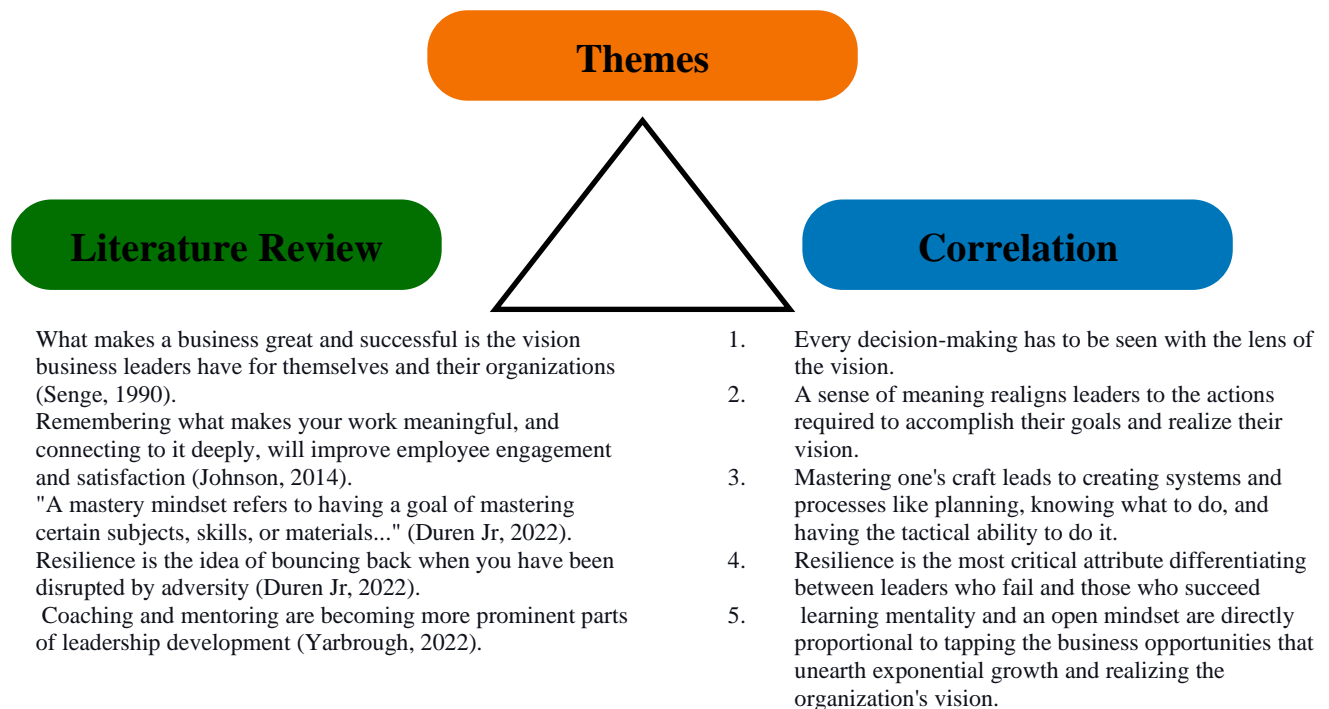 Themes
Literature Review
Correlation
What makes a business great and successful is the vision
business leaders have for themselves and their organizations
(Senge, 1990).
Remembering what makes your work meaningful, and
connecting to it deeply, will improve employee engagement
and satisfaction (Johnson, 2014).
"A mastery mindset refers to having a goal of mastering
certain subjects, skills, or materials..." (Duren Jr, 2022).
Resilience is the idea of bouncing back when you have been
disrupted by adversity (Duren Jr, 2022).
Coaching and mentoring are becoming more prominent parts
of leadership development (Yarbrough, 2022).
1. Every decision-making has to be seen with the lens of
the vision.
2. A sense of meaning realigns leaders to the actions
required to accomplish their goals and realize their
vision.
3. Mastering one's craft leads to creating systems and
processes like planning, knowing what to do, and
having the tactical ability to do it.
4. Resilience is the most critical attribute differentiating
between leaders who fail and those who succeed
5. learning mentality and an open mindset are directly
proportional to tapping the business opportunities that
unearth exponential growth and realizing the
organization's vision.